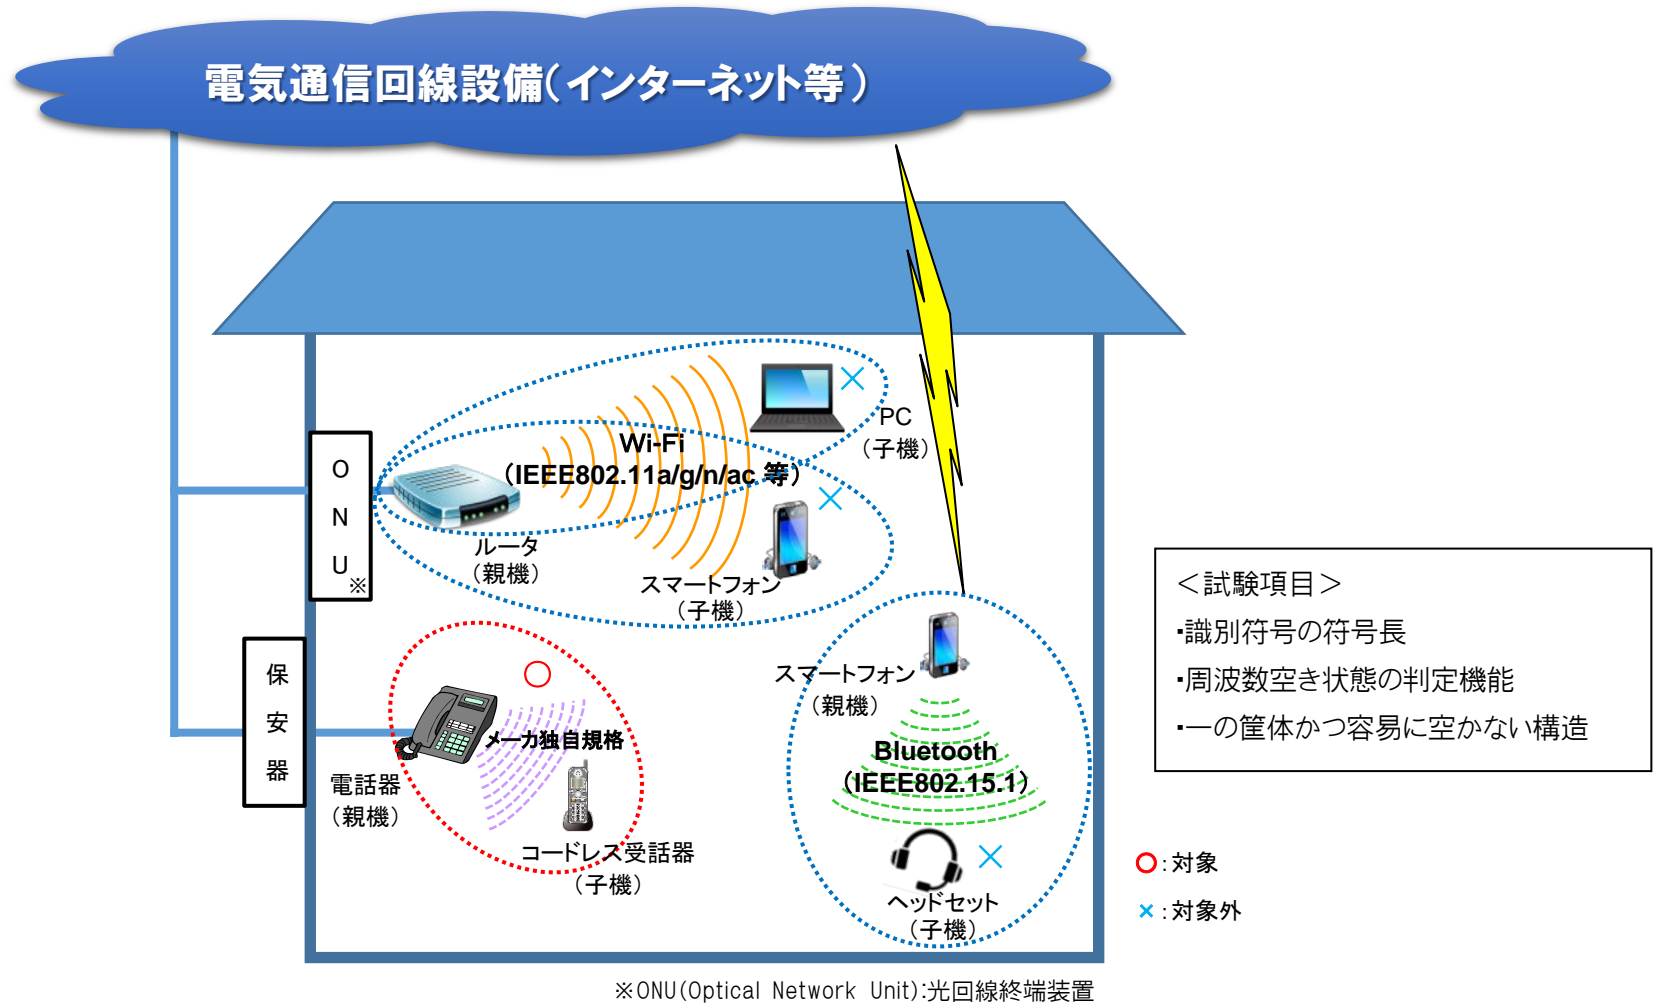 電気通信回線設備(インターネット等)
PC
(子機)
Wi-Fi
(IEEE802.11a/g/n/ac 等)
O
N
U
※
ルータ
(親機)
スマートフォン
(子機)
保
安
器
メーカ独自規格
電話器
(親機)
コードレス受話器
(子機)
スマートフォン
(親機)
Bluetooth
(IEEE802.15.1)
ヘッドセット
(子機)
<試験項目>
・識別符号の符号長
・周波数空き状態の判定機能
・一の筐体かつ容易に空かない構造
○:対象
×:対象外
※ONU(Optical Network Unit):光回線終端装置